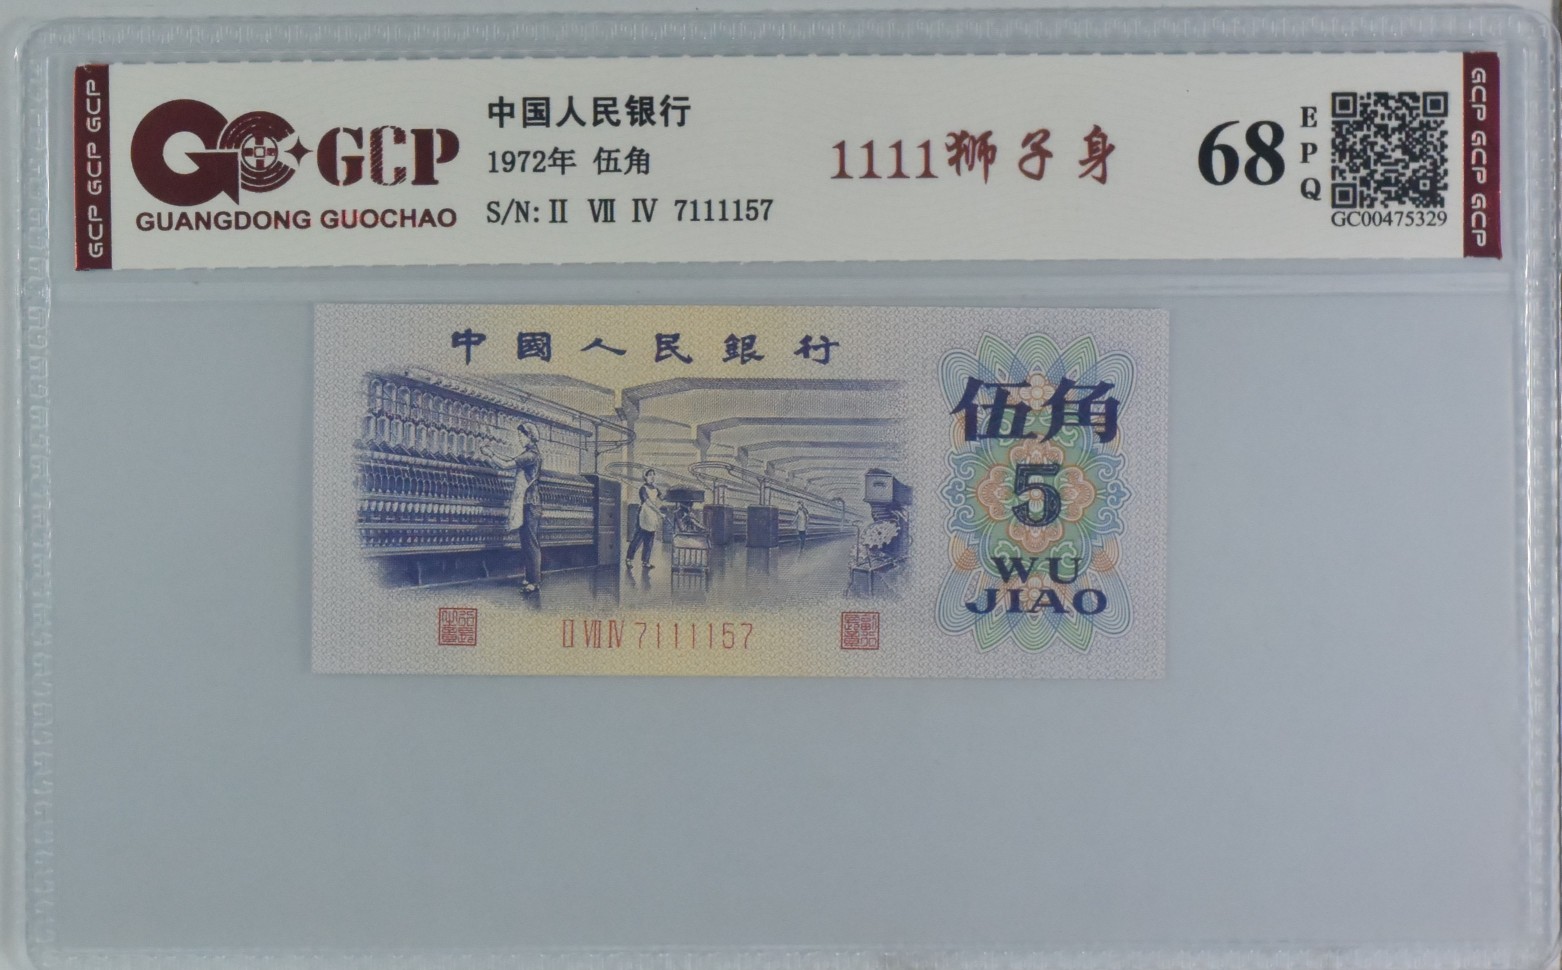 GCP GCP GCP
GCP
GUANGDONG GUOCHAO
中国人民银行
1972年 伍角
S/N: II VII IV 7111157
1111狮子身
68
EPQ
GC00475329
GCP GCP GCP
中國人民銀行
伍角
5
WU
JIAO
II VII IV 7111157